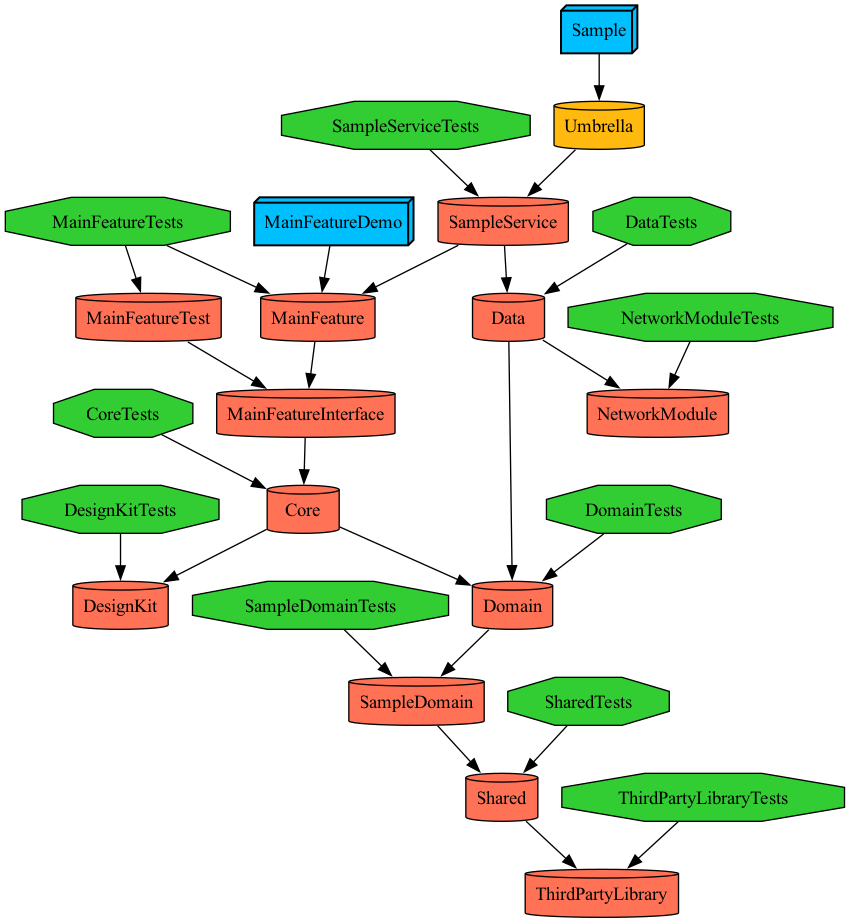 Sample
Umbrella
SampleServiceTests
MainFeatureTests
MainFeatureDemo
SampleService
DataTests
MainFeatureTest
MainFeature
Data
NetworkModuleTests
CoreTests
MainFeatureInterface
NetworkModule
DesignKitTests
Core
DomainTests
DesignKit
SampleDomainTests
Domain
SampleDomain
SharedTests
Shared
ThirdPartyLibraryTests
ThirdPartyLibrary